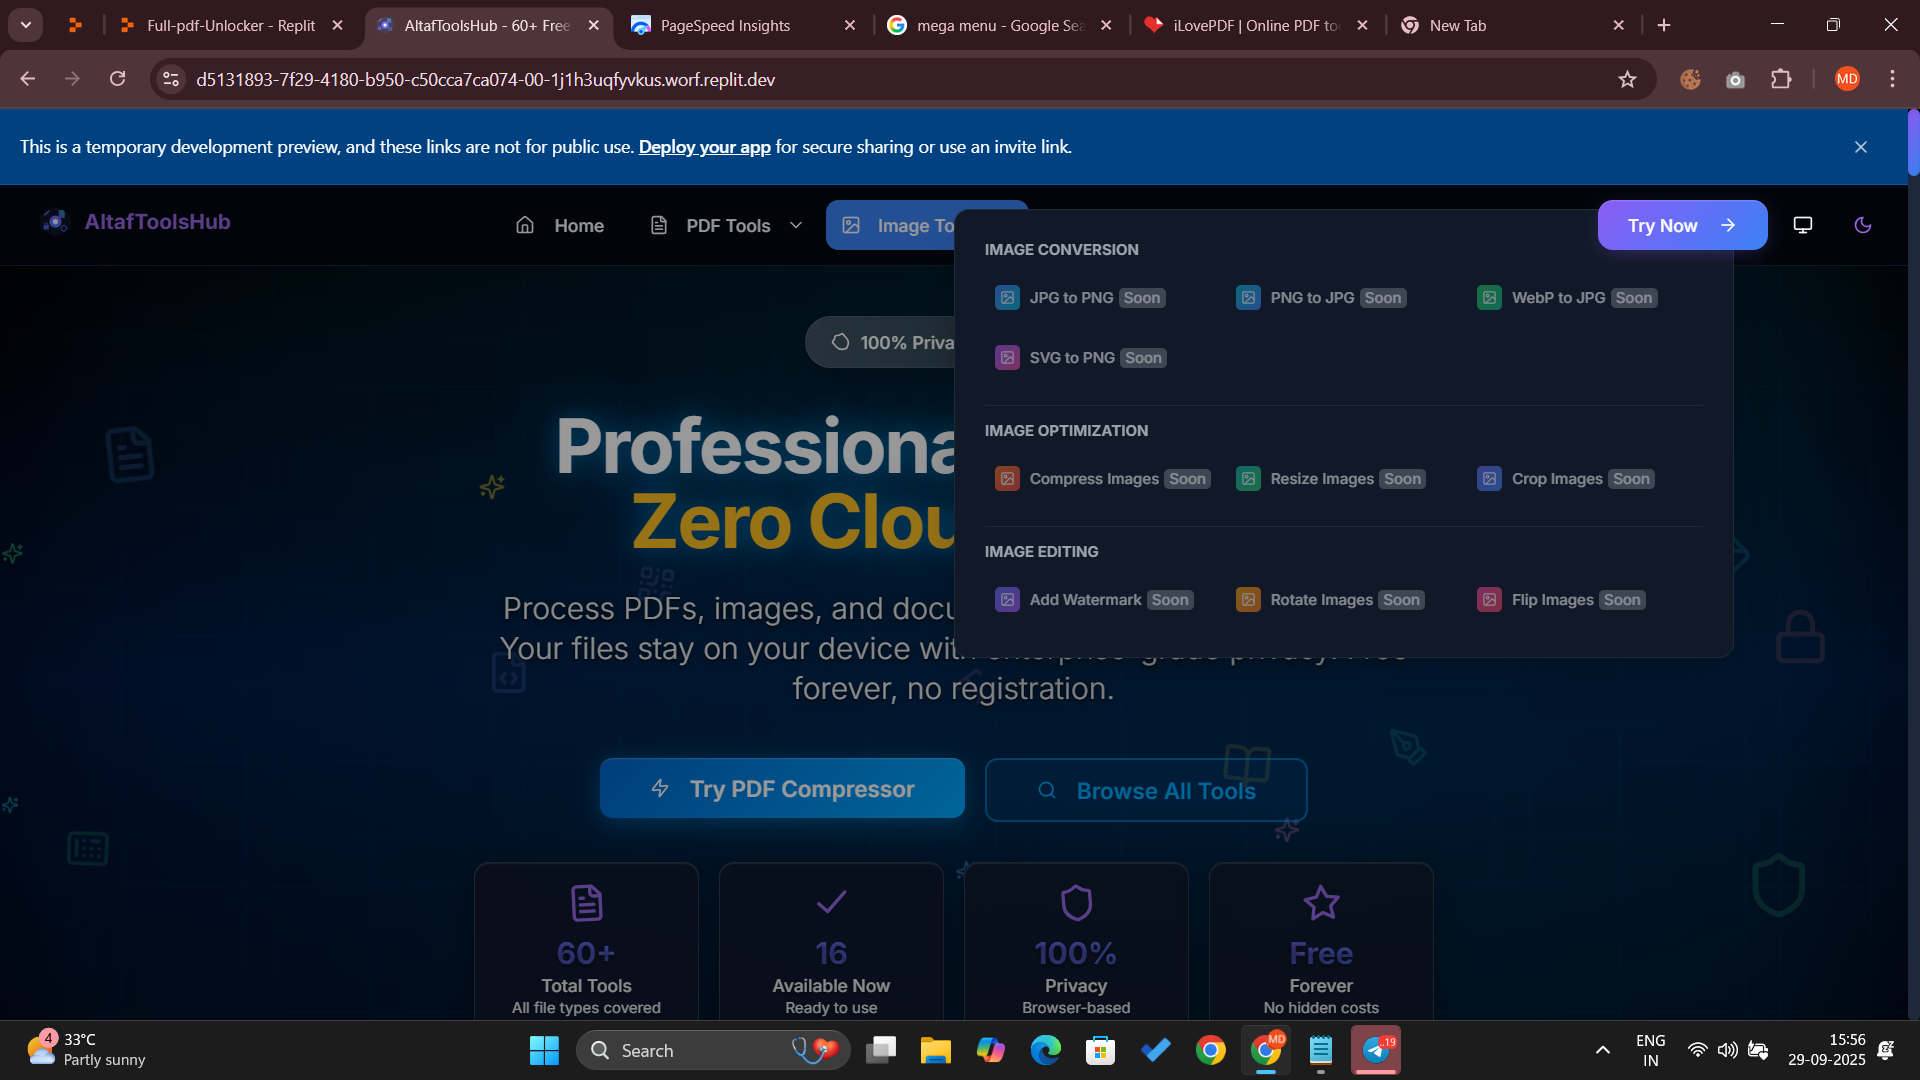 Full-pdf-Unlocker - Replit
AltafToolsHub - 60+ Free
PageSpeed Insights
mega menu - Google Sea
iLovePDF | Online PDF to
New Tab
d5131893-7f29-4180-b950-c50cca7ca074-00-1j1h3uqfyvkus.worf.replit.dev
MD
This is a temporary development preview, and these links are not for public use. Deploy your app for secure sharing or use an invite link.
AltafToolsHub
Home
PDF Tools
Image To
Try Now
IMAGE CONVERSION
JPG to PNG Soon
PNG to JPG Soon
WebP to JPG Soon
SVG to PNG Soon
IMAGE OPTIMIZATION
Compress Images Soon
Resize Images Soon
Crop Images Soon
IMAGE EDITING
Add Watermark Soon
Rotate Images Soon
Flip Images Soon
100% Priva
Professiona
Zero Clou
Process PDFs, images, and docu
Your files stay on your device with enterprise-grade privacy. Free
forever, no registration.
Try PDF Compressor
Browse All Tools
60+
Total Tools
All file types covered
16
Available Now
Ready to use
100%
Privacy
Browser-based
Free
Forever
No hidden costs
4
33°C
Partly sunny
Search
MD
..19
ENG
IN
15:56
29-09-2025